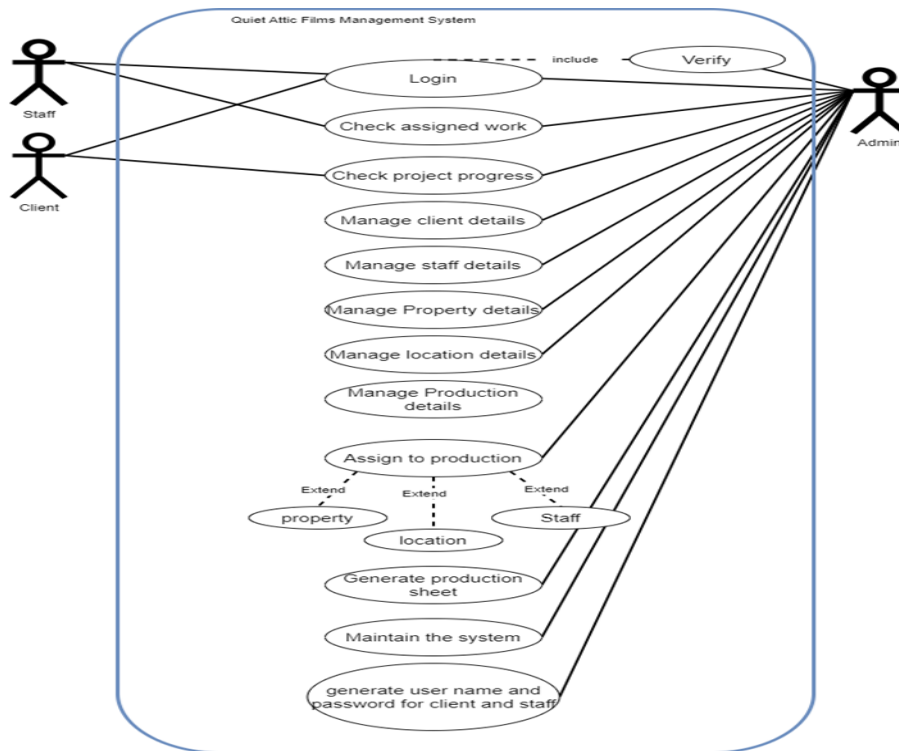 Quiet Attic Films Management System
include
Verify
Login
Staff
Check assigned work
Admin
Check project progress
Client
Manage client details
Manage staff details
Manage Property details
Manage location details
Manage Production
details
Assign to production
Extend
Extend
Extend
property
Staff
location
Generate production
sheet
Maintain the system
generate user name and
password for client and staff